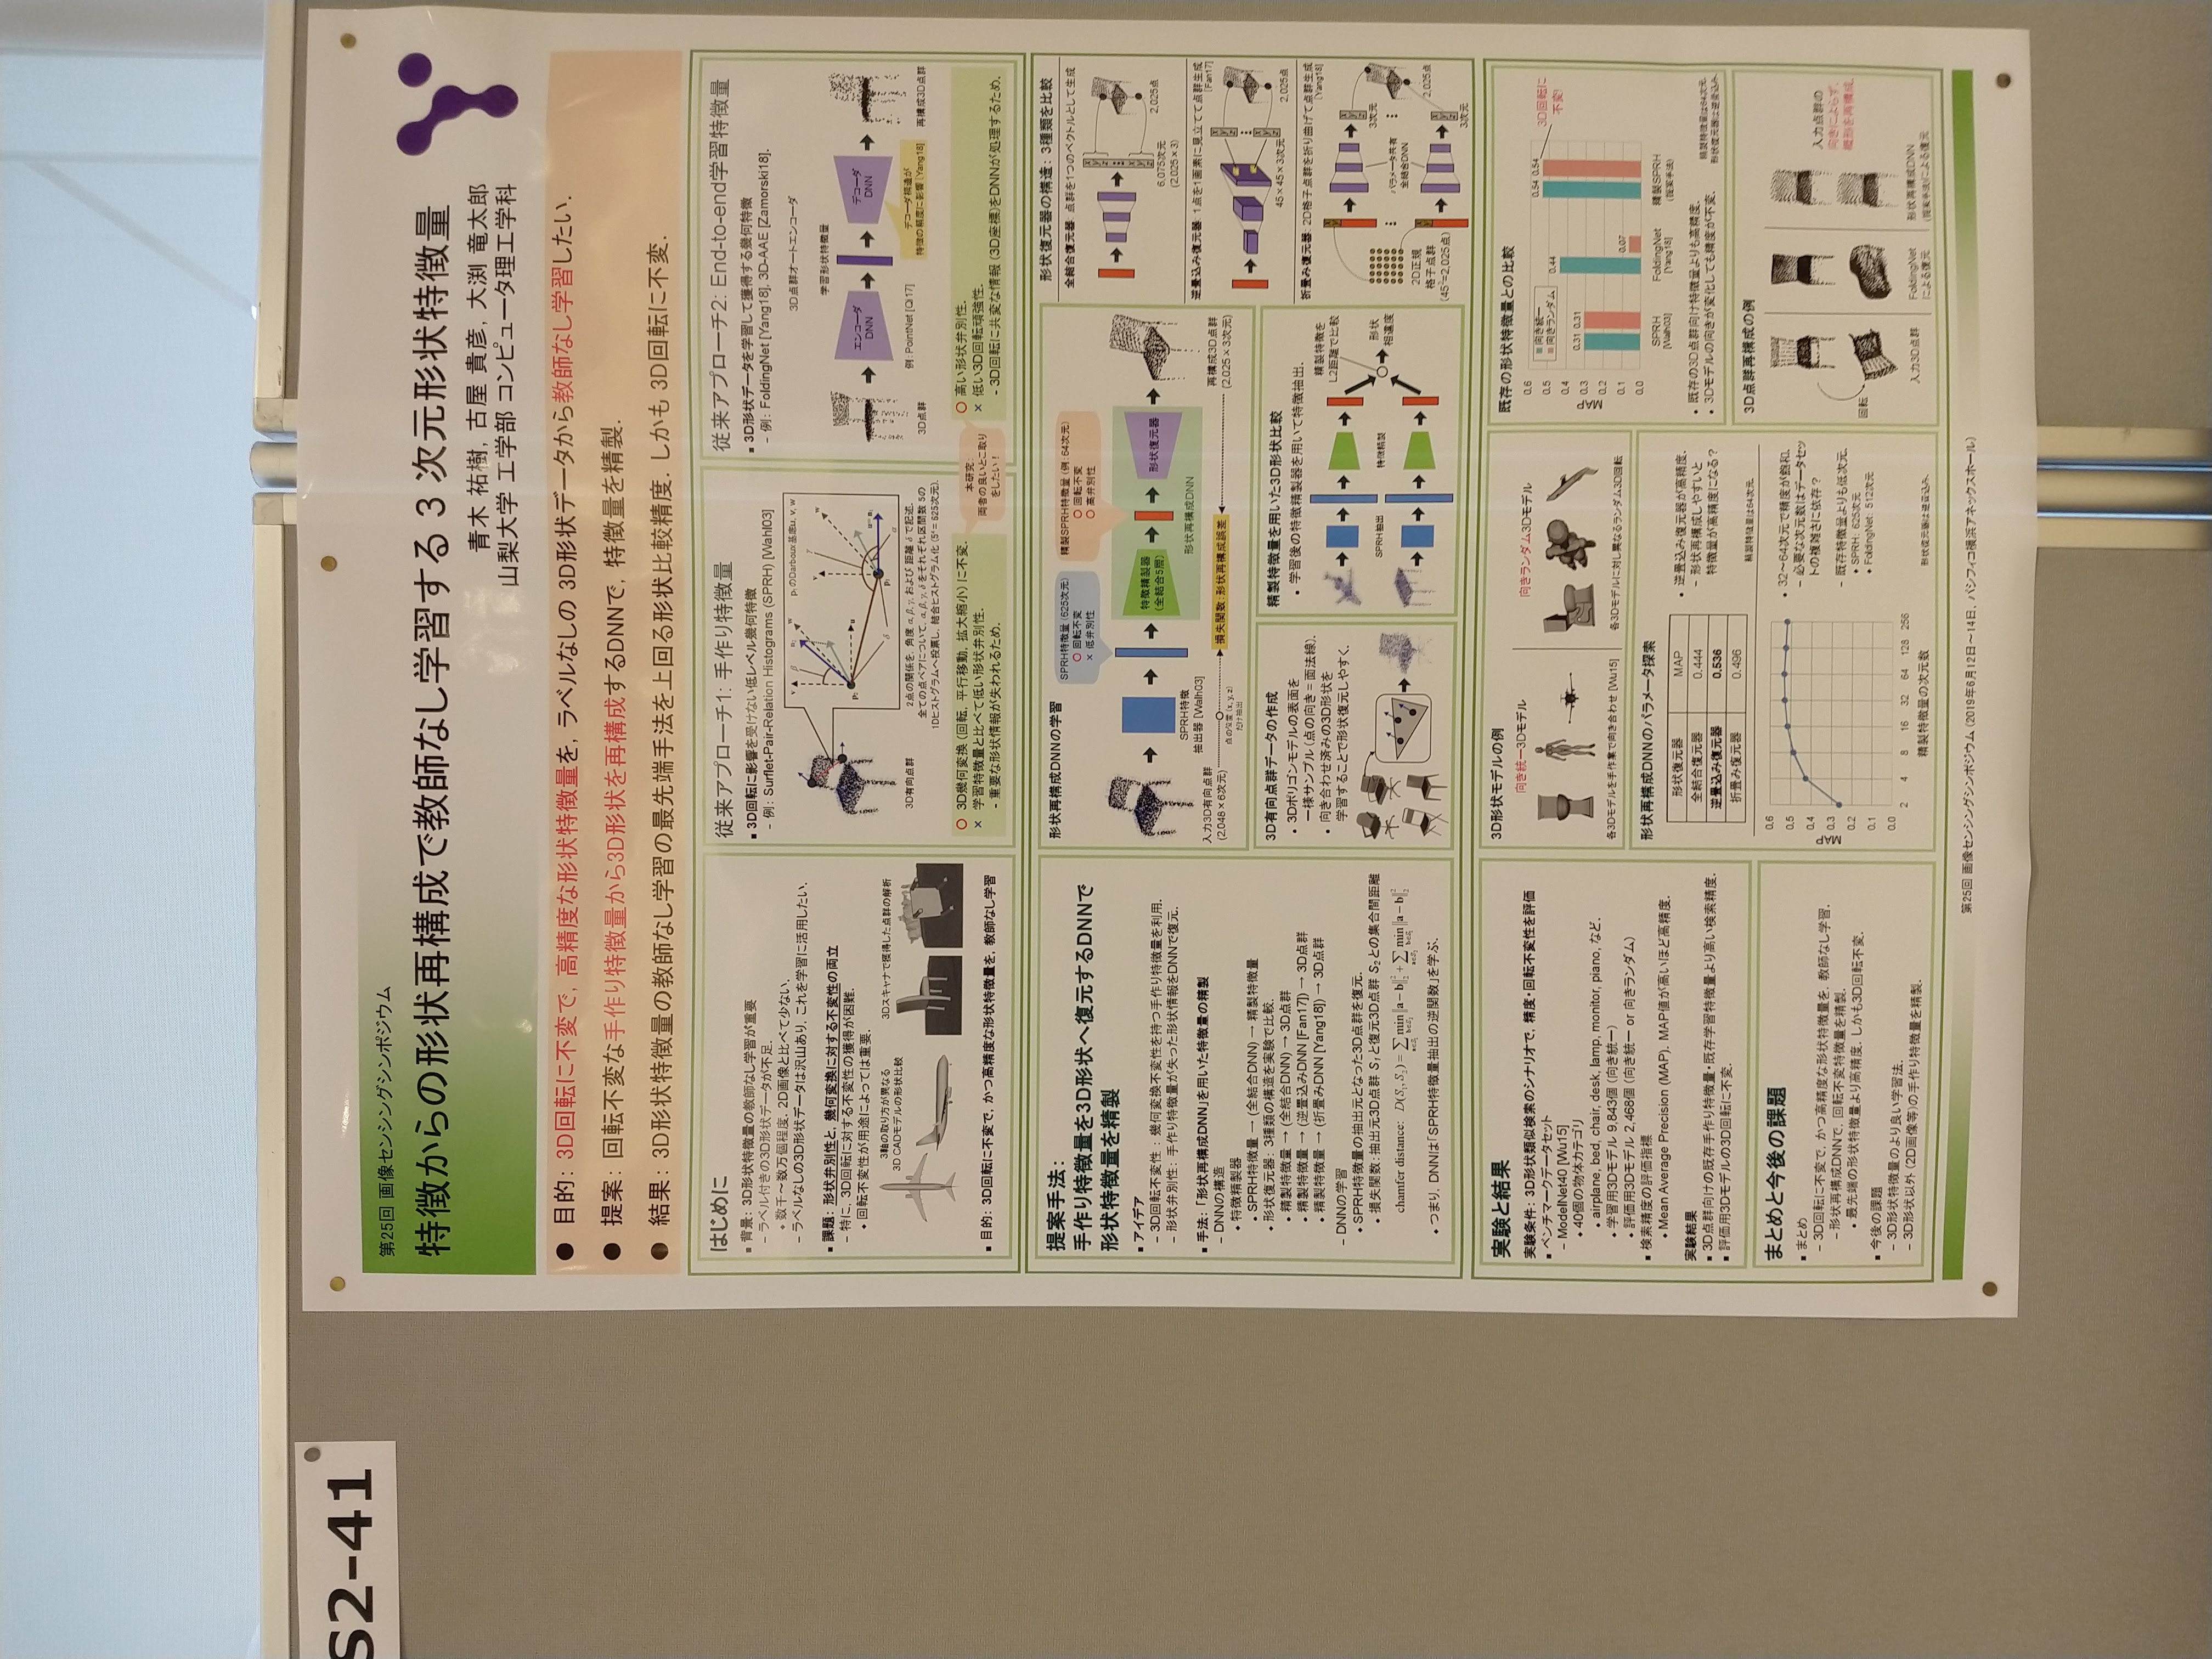 S2-41
第25回 画像センシングシンポジウム
特徴からの形状再構成で教師なし学習する 3 次元形状特徴量
青木 祐樹, 古屋 貴彦, 大渕 竜太郎
山梨大学 工学部 コンピュータ理工学科
● 目的: 3D回転に不変で, 高精度な形状特徴量を, ラベルなしの 3D形状データから教師なし学習したい.
● 提案: 回転不変な手作り特徴量から3D形状を再構成するDNNで, 特徴量を精製.
● 結果: 3D形状特徴量の教師なし学習の最先端手法を上回る形状比較精度. しかも 3D回転に不変.
はじめに
▪ 背景: 3D形状特徴量の教師なし学習が重要
– ラベル付きの3D形状データが不足.
• 数千～数万個程度. 2D画像と比べて少ない.
– ラベルなしの3D形状データは沢山あり, これを学習に活用したい.
▪ 課題: 形状弁別性と, 幾何変換に対する不変性の両立
– 特に, 3D回転に対する不変性の獲得が困難.
• 回転不変性が用途によっては重要.
3軸の取り方が異なる
3D CADモデルの形状比較
3Dスキャナで獲得した点群の解析
▪ 目的: 3D回転に不変で, かつ高精度な形状特徴量を, 教師なし学習
従来アプローチ1: 手作り特徴量
▪ 3D回転に影響を受けない低レベル幾何特徴
– 例: Surflet-Pair-Relation Histograms (SPRH) [Wahl03]
p₁のDarboux基底u, v, w
3D有向点群
2点の関係を, 角度 α, β, γ, および 距離 δ で記述.
全ての点ペアについて, α, β, γ, δ をそれぞれ区間数 5の
1Dヒストグラムへ投票し, 結合ヒストグラム化 (5⁴= 625次元).
○ 3D幾何変換 (回転, 平行移動, 拡大縮小) に不変.
× 学習特徴量と比べて低い形状弁別性.
- 重要な形状情報が失われるため.
本研究:
両者の良いとこ取り
をしたい！
従来アプローチ2: End-to-end学習特徴量
▪ 3D形状データを学習して獲得する幾何特徴
– 例: FoldingNet [Yang18], 3D-AAE [Zamorski18].
3D点群オートエンコーダ
学習形状特徴量
エンコーダ
DNN
デコーダ
DNN
3D点群
例: PointNet [Qi17]
デコーダ構造が
特徴の精度に影響 [Yang18]
再構成3D点群
○ 高い形状弁別性.
× 低い3D回転頑強性.
- 3D回転に共変な情報 (3D座標)をDNNが処理するため.
提案手法:
手作り特徴量を3D形状へ復元するDNNで
形状特徴量を精製
▪ アイデア
– 3D回転不変性 : 幾何変換不変性を持つ手作り特徴量を利用.
– 形状弁別性: 手作り特徴量が失った形状情報をDNNで復元.
▪ 手法: 「形状再構成DNN」を用いた特徴量の精製
– DNNの構造
• 特徴精製器
• SPRH特徴量 → (全結合DNN) → 精製特徴量
• 形状復元器: 3種類の構造を実験で比較.
• 精製特徴量 → (全結合DNN) → 3D点群
• 精製特徴量 → (逆畳込みDNN [Fan17]) → 3D点群
• 精製特徴量 → (折畳みDNN [Yang18]) → 3D点群
– DNNの学習
• SPRH特徴量の抽出元となった3D点群を復元.
• 損失関数: 抽出元3D点群 S₁と復元3D点群 S₂との集合間距離
chamfer distance: D(S₁,S₂) = ∑_{a∈S₁} min_{b∈S₂} ‖a−b‖₂² + ∑_{b∈S₂} min_{a∈S₁} ‖a−b‖₂²
• つまり, DNNは「SPRH特徴量抽出の逆関数」を学ぶ.
形状再構成DNNの学習
SPRH特徴量 (625次元)
○ 回転不変
× 低弁別性
精製SPRH特徴量 (例: 64次元)
○ 回転不変
○ 高弁別性
特徴精製器
(全結合5層)
形状復元器
SPRH特徴
抽出器 [Walh03]
形状再構成DNN
入力3D有向点群
(2,048×6次元)
点の位置 (x, y, z)
だけ抽出
損失関数: 形状再構成誤差
再構成3D点群
(2,025×3次元)
3D有向点群データの作成
• 3Dポリゴンモデルの表面を
一様サンプル (点の向き＝面法線).
• 向き合わせ済みの3D形状を
学習することで形状復元しやすく.
精製特徴量を用いた3D形状比較
• 学習後の特徴精製器を用いて特徴抽出.
精製特徴を
L2距離で比較
SPRH抽出
特徴精製
形状
相違度
形状復元器の構造: 3種類を比較
全結合復元器: 点群を1つのベクトルとして生成
6,075次元
(2,025×3)
2,025点
逆畳込み復元器: 1点を1画素に見立てて点群生成
[Fan17]
45×45×3次元
2,025点
折畳み復元器: 2D格子点群を折り曲げて点群生成
[Yang18]
3次元
パラメータ共有
全結合DNN
2D正規
格子点群
(45²=2,025点)
2,025点
3次元
実験と結果
実験条件: 3D形状類似検索のシナリオで, 精度・回転不変性を評価
▪ ベンチマークデータセット
– ModelNet40 [Wu15]
• 40個の物体カテゴリ
• airplane, bed, chair, desk, lamp, monitor, piano, など.
• 学習用3Dモデル 9,843個 (向き統一)
• 評価用3Dモデル 2,468個 (向き統一 or 向きランダム)
▪ 検索精度の評価指標
• Mean Average Precision (MAP). MAP値が高いほど高精度.
実験結果
▪ 3D点群向けの既存手作り特徴量・既存学習特徴量より高い検索精度.
▪ 評価用3Dモデルの3D回転に不変.
まとめと今後の課題
▪ まとめ
– 3D回転に不変で, かつ高精度な形状特徴量を, 教師なし学習.
– 形状再構成DNNで, 回転不変特徴量を精製.
• 最先端の形状特徴量より高精度. しかも3D回転不変.
▪ 今後の課題
– 3D形状特徴量のより良い学習法.
– 3D形状以外 (2D画像等) の手作り特徴量を精製.
3D形状モデルの例
向き統一3Dモデル
向きランダム3Dモデル
各3Dモデルを手作業で向き合わせ [Wu15]
各3Dモデルに対し異なるランダム3D回転
形状再構成DNNのパラメータ探索
形状復元器 MAP
全結合復元器 0.444
逆畳込み復元器 0.536
折畳み復元器 0.496
• 逆畳込み復元器が高精度.
– 形状再構成しやすいと
特徴量が高精度になる？
精製特徴量は64次元.
0.6
0.5
0.4
0.3
0.2
0.1
0.0
MAP
2 4 8 16 32 64 128 256
精製特徴量の次元数
• 32～64次元で精度が飽和.
– 必要な次元数はデータセッ
トの複雑さに依存？
– 既存特徴量よりも低次元.
• SPRH: 625次元
• FoldingNet: 512次元
形状復元器は逆畳込み.
既存の形状特徴量との比較
0.6
0.5
0.4
0.3
0.2
0.1
0.0
MAP
向き統一
向きランダム
0.31 0.31
0.44
0.07
0.54 0.54
3D回転に
不変!
SPRH
[Walh03]
FoldingNet
[Yang18]
精製SPRH
(提案手法)
• 既存の3D点群向け特徴量よりも高精度.
• 3Dモデルの向きが変化しても精度が不変.
精製特徴量は64次元.
形状復元器は逆畳込み.
3D点群再構成の例
回転
入力点群の
向きによらず,
概形を再構成.
入力3D点群
FoldingNet
による復元
形状再構成DNN
(提案手法)による復元
第25回 画像センシングシンポジウム (2019年6月12日～14日, パシフィコ横浜アネックスホール)